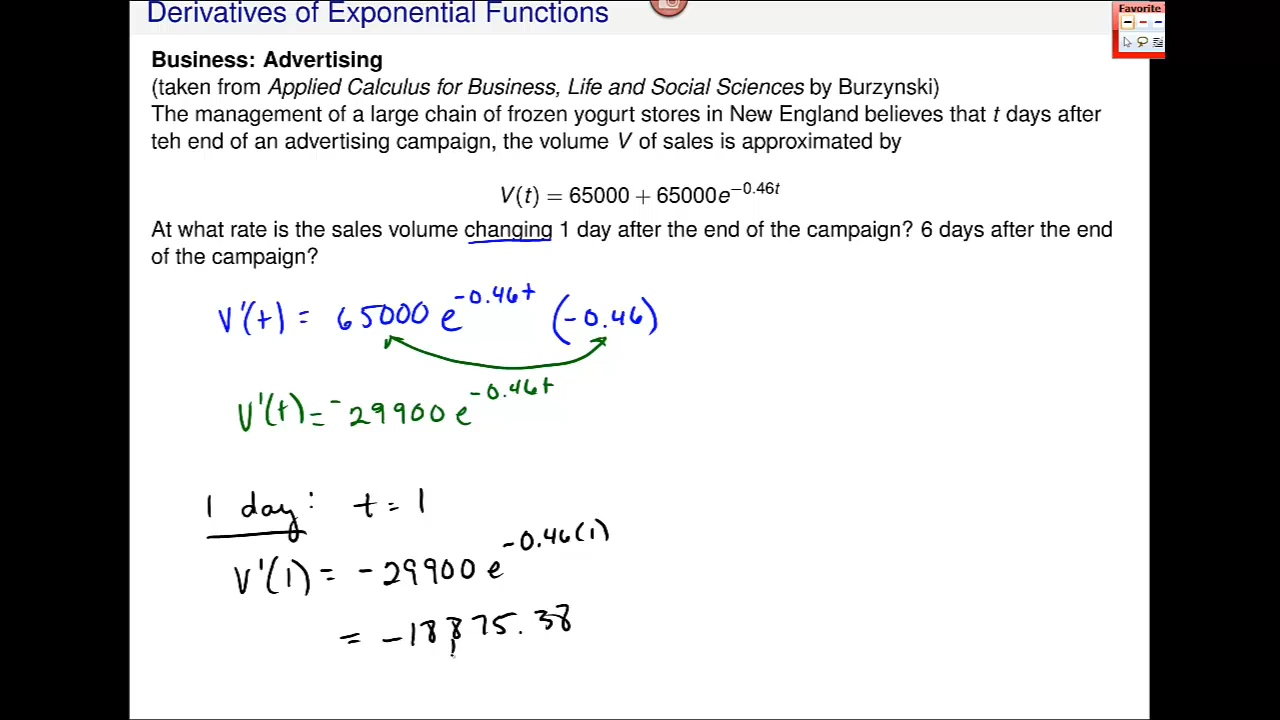 Derivatives of Exponential Functions
Favorite
Business: Advertising
(taken from Applied Calculus for Business, Life and Social Sciences by Burzynski)
The management of a large chain of frozen yogurt stores in New England believes that t days after
teh end of an advertising campaign, the volume V of sales is approximated by
V(t) = 65000 + 65000e^{−0.46t}
At what rate is the sales volume changing 1 day after the end of the campaign? 6 days after the end
of the campaign?
V'(t) = 65000 e^{-0.46t} (-0.46)
V'(t) = -29900 e^{-0.46t}
1 day: t = 1
V'(1) = -29900 e^{-0.46(1)}
= -18,875.38